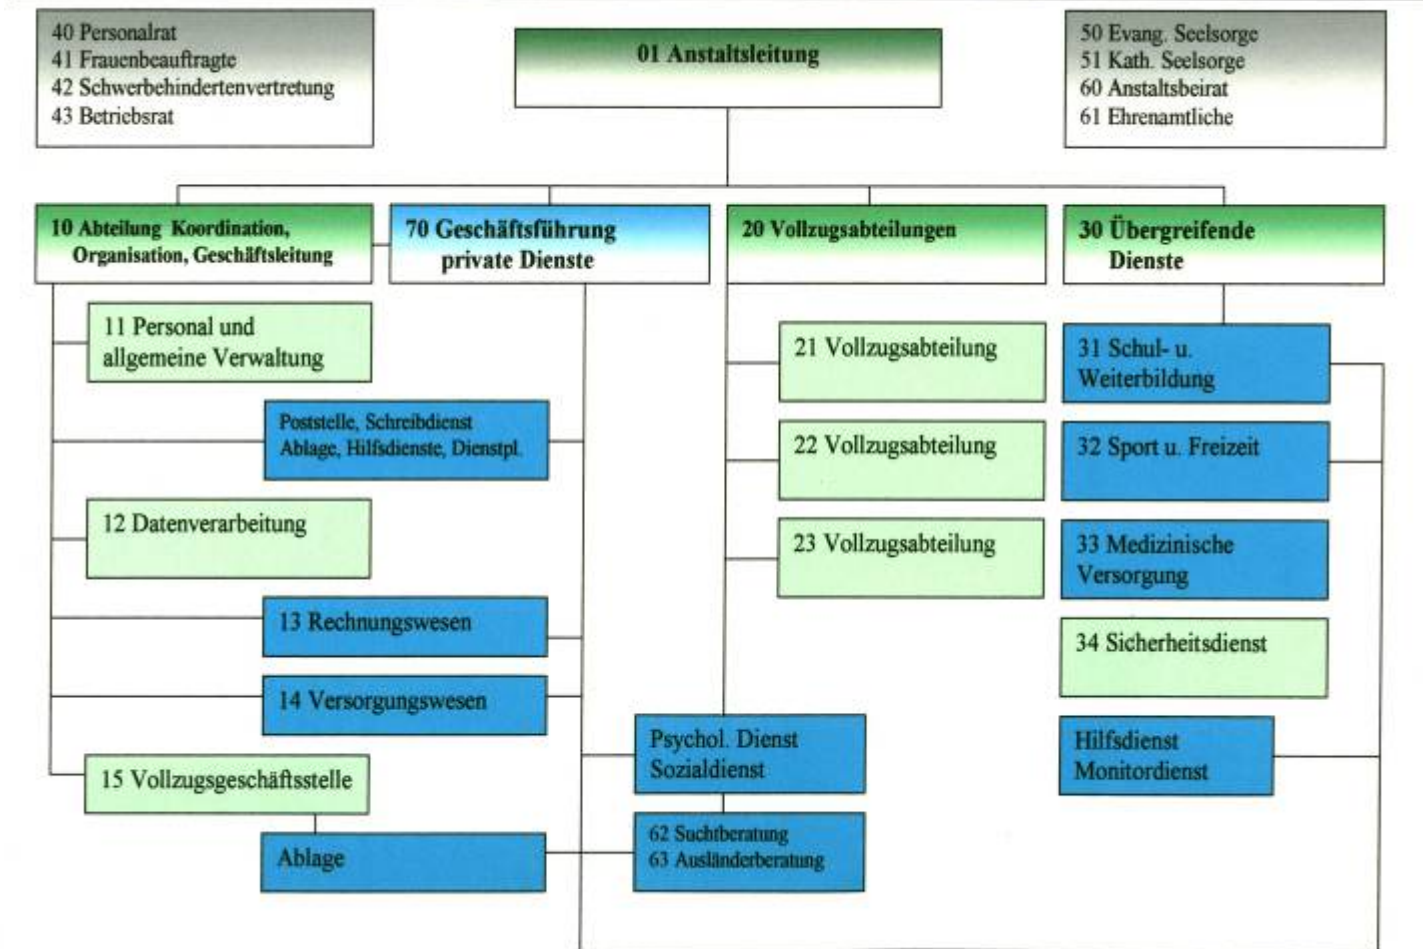 40 Personalrat
41 Frauenbeauftragte
42 Schwerbehindertenvertretung
43 Betriebsrat
01 Anstaltsleitung
50 Evang. Seelsorge
51 Kath. Seelsorge
60 Anstaltsbeirat
61 Ehrenamtliche
10 Abteilung Koordination,
Organisation, Geschäftsleitung
70 Geschäftsführung
private Dienste
20 Vollzugsabteilungen
30 Übergreifende
Dienste
11 Personal und
allgemeine Verwaltung
Poststelle, Schreibdienst
Ablage, Hilfsdienste, Dienstpl.
12 Datenverarbeitung
13 Rechnungswesen
14 Versorgungswesen
15 Vollzugsgeschäftsstelle
Ablage
Psychol. Dienst
Sozialdienst
62 Suchtberatung
63 Ausländerberatung
21 Vollzugsabteilung
22 Vollzugsabteilung
23 Vollzugsabteilung
31 Schul- u.
Weiterbildung
32 Sport u. Freizeit
33 Medizinische
Versorgung
34 Sicherheitsdienst
Hilfsdienst
Monitordienst